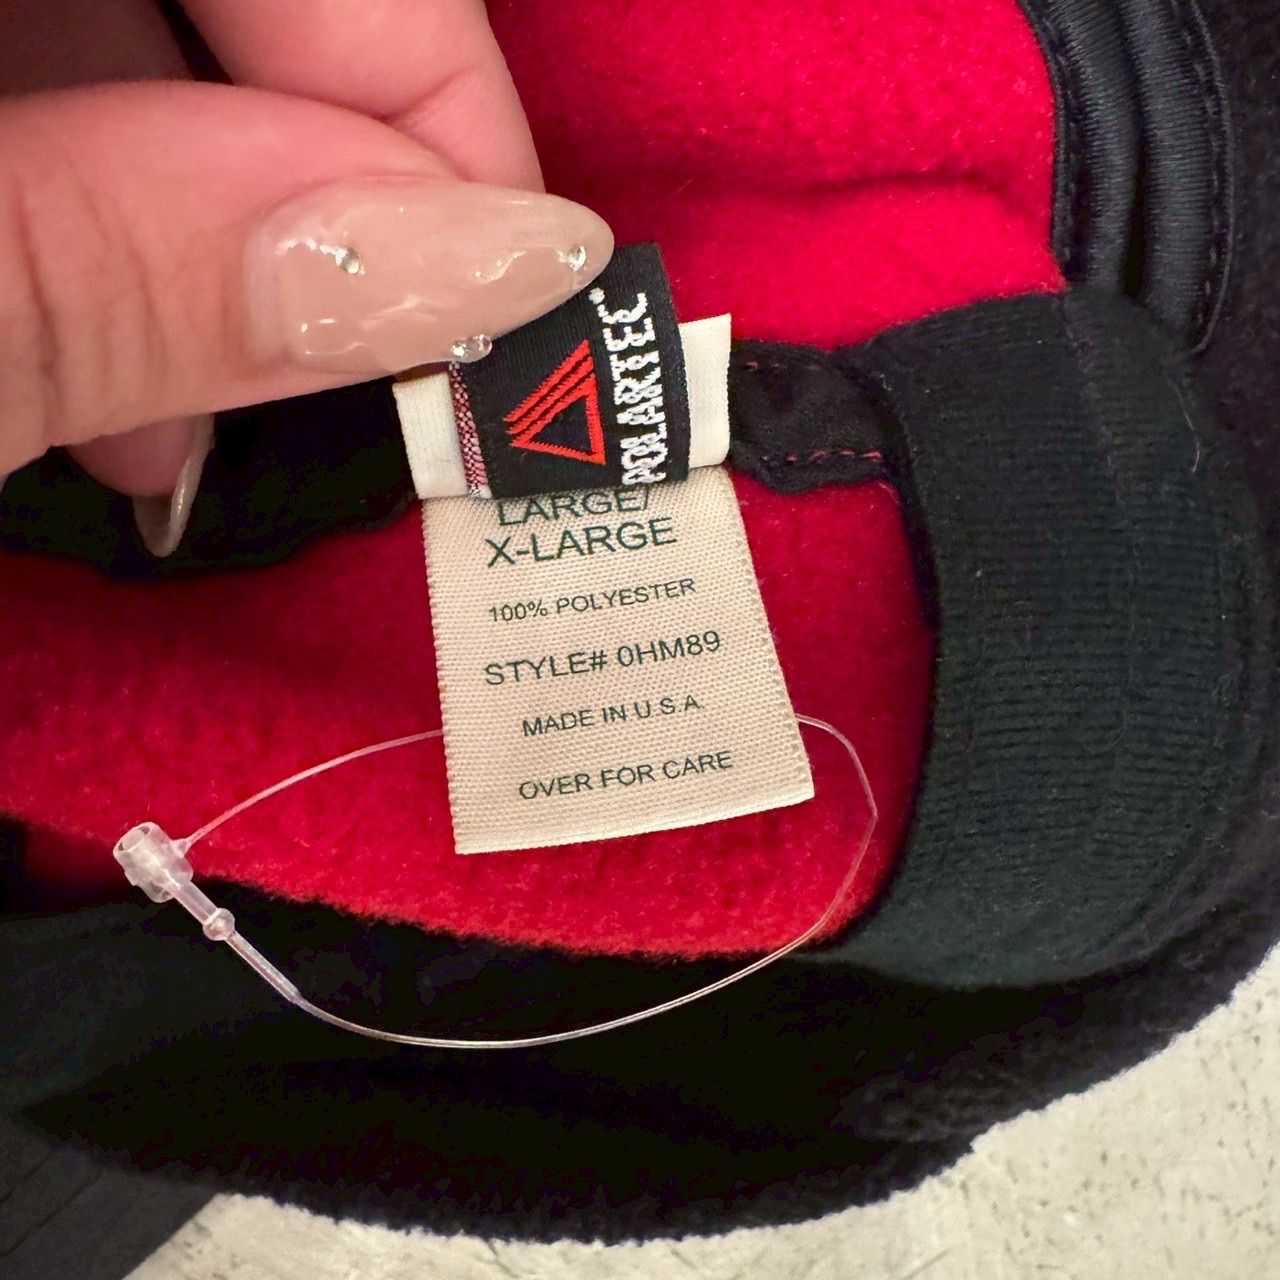 POLARTEC®
LARGE/
X-LARGE
100% POLYESTER
STYLE# 0HM89
MADE IN U.S.A
OVER FOR CARE